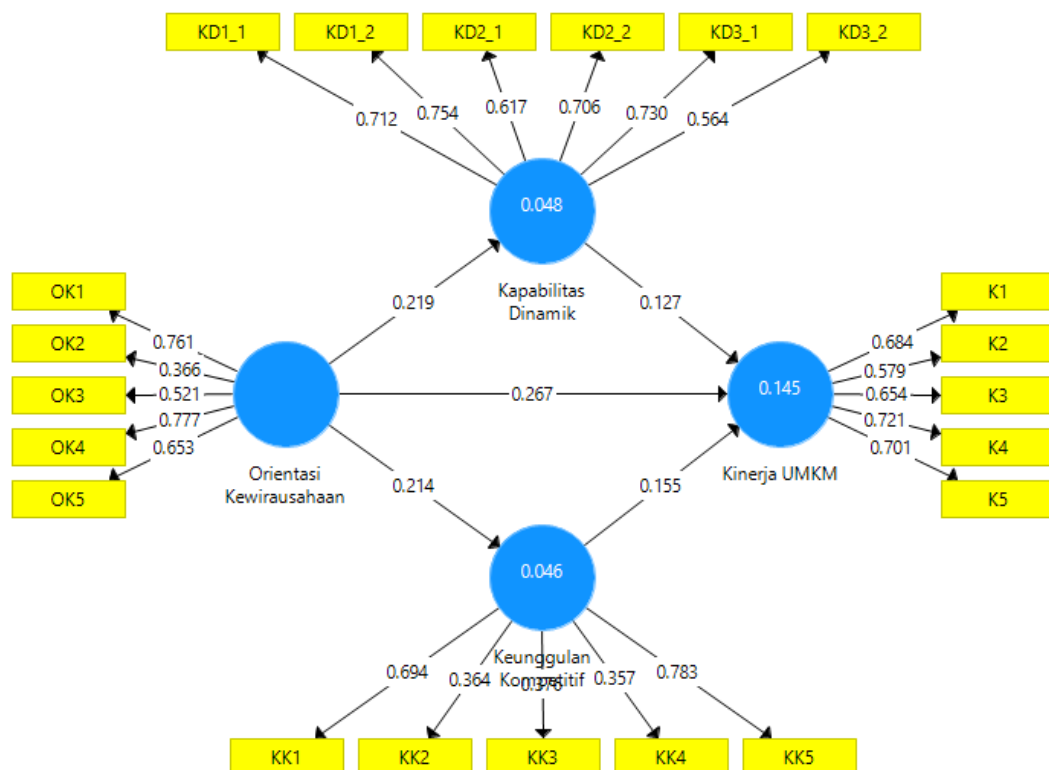 KD1_1 KD1_2 KD2_1 KD2_2 KD3_1 KD3_2
0.712 0.754 0.617 0.706 0.730 0.564
0.048
Kapabilitas
Dinamik
OK1
OK2
OK3
OK4
OK5
0.761
0.366
0.521
0.777
0.653
Orientasi
Kewirausahaan
0.219
0.127
0.267
0.214
0.155
0.145
Kinerja UMKM
0.684
0.579
0.654
0.721
0.701
K1
K2
K3
K4
K5
0.046
Keunggulan
Kompetitif
0.694 0.364 0.376 0.357 0.783
KK1 KK2 KK3 KK4 KK5